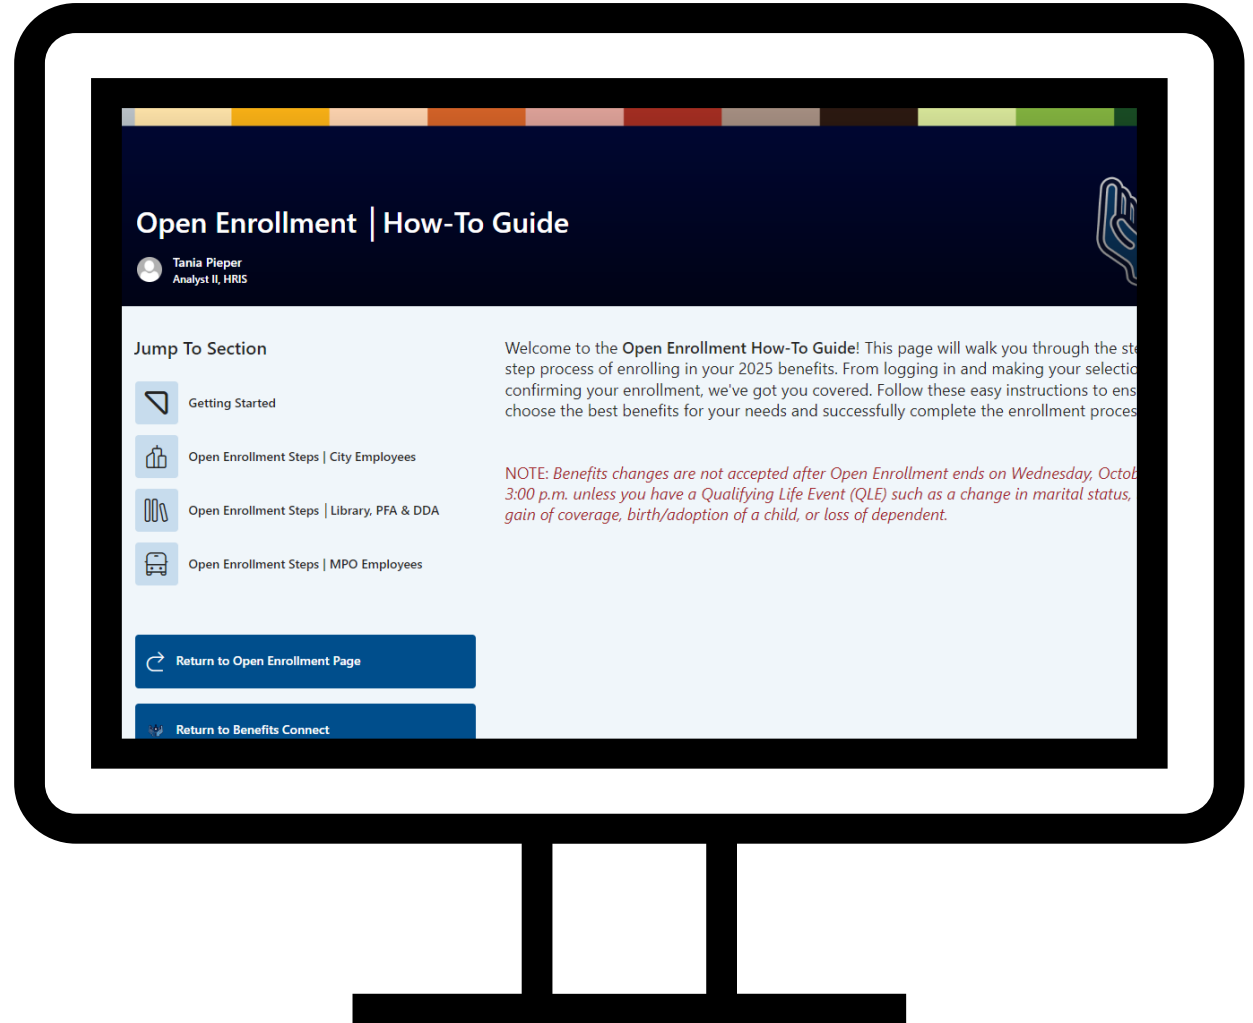 Open Enrollment | How-To Guide
Tania Pieper
Analyst II, HRIS
Jump To Section
Getting Started
Open Enrollment Steps | City Employees
Open Enrollment Steps | Library, PFA & DDA
Open Enrollment Steps | MPO Employees
Return to Open Enrollment Page
Return to Benefits Connect
Welcome to the Open Enrollment How-To Guide! This page will walk you through the
step process of enrolling in your 2025 benefits. From logging in and making your
confirming your enrollment, we've got you covered. Follow these easy instructions to
choose the best benefits for your needs and successfully complete the enrollment
NOTE: Benefits changes are not accepted after Open Enrollment ends on Wednesday,
3:00 p.m. unless you have a Qualifying Life Event (QLE) such as a change in marital status,
gain of coverage, birth/adoption of a child, or loss of dependent.